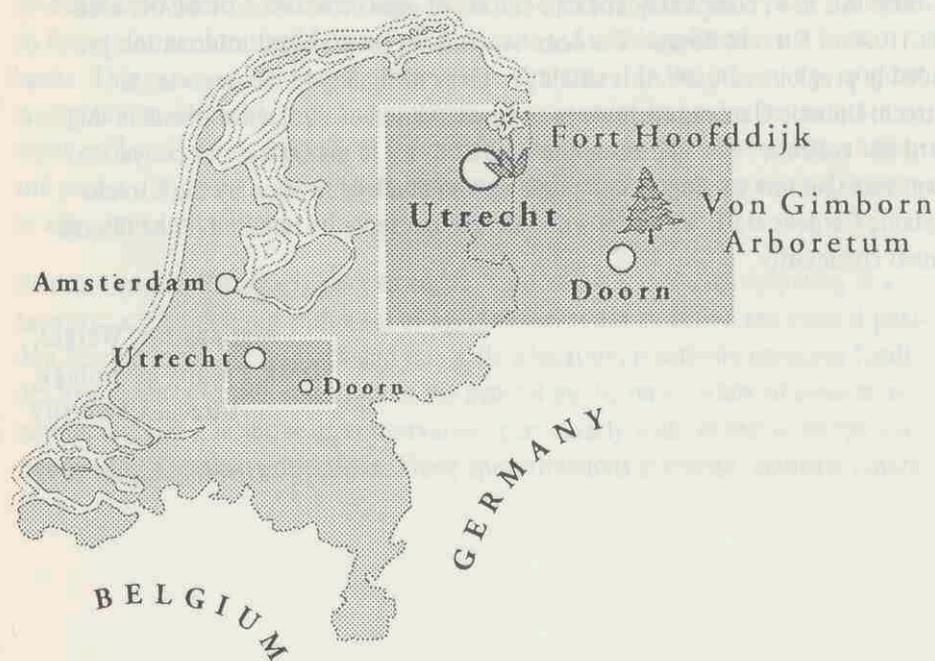 Fort Hoofddijk
Utrecht
Von Gimborn
Arboretum
Doorn
Amsterdam
Utrecht
Doorn
GERMANY
BELGIUM